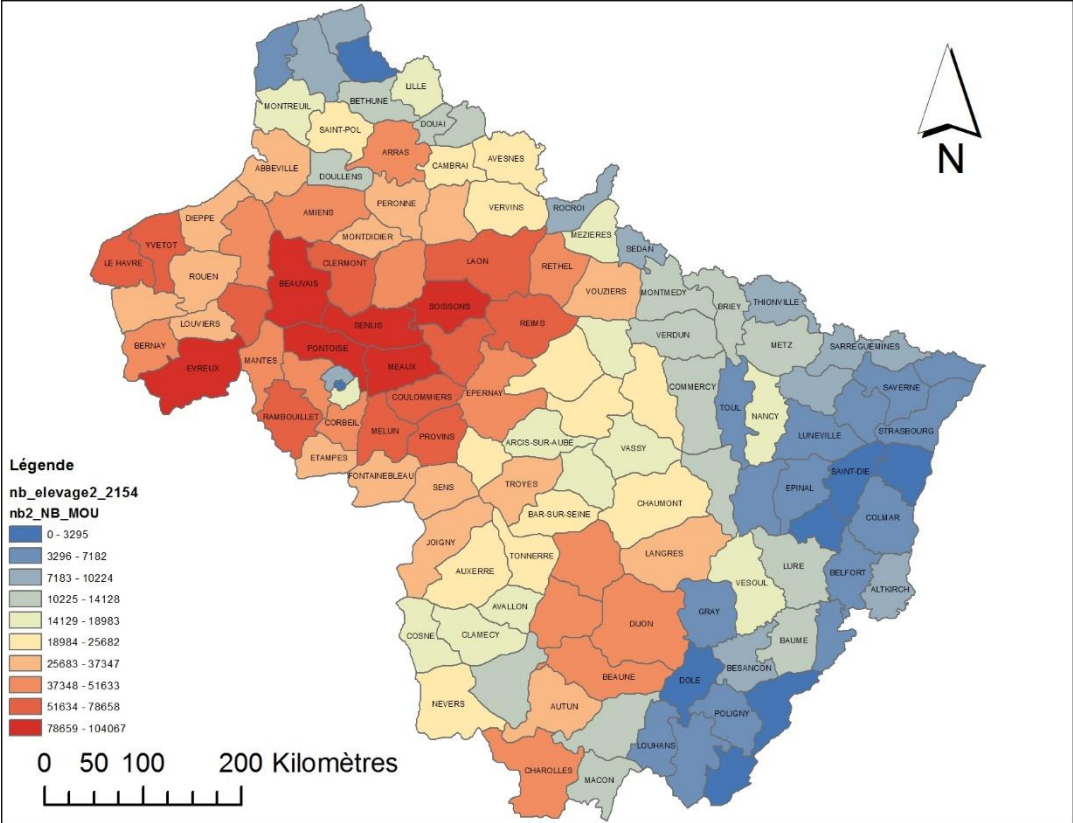 LILLE
BETHUNE
MONTREUIL
DOUAI
SAINT-POL
ARRAS
AVESNES
CAMBRAI
ABBEVILLE
DOULLENS
PERONNE
VERVINS
ROCROI
DIEPPE
AMIENS
MEZIERES
MONTDIDIER
YVETOT
SEDAN
LE HAVRE
CLERMONT
LAON
RETHEL
ROUEN
BEAUVAIS
VOUZIERS
MONTMEDY
BRIEY
THIONVILLE
SOISSONS
LOUVIERS
SENLIS
REIMS
VERDUN
METZ
BERNAY
PONTOISE
SARREGUEMINES
MANTES
EVREUX
MEAUX
COMMERCY
SAVERNE
EPERNAY
COULOMMIERS
TOUL
NANCY
RAMBOUILLET
CORBEIL
MELUN
PROVINS
LUNEVILLE
STRASBOURG
ARCIS-SUR-AUBE
VASSY
ETAMPES
SAINT-DIE
FONTAINEBLEAU
SENS
TROYES
EPINAL
CHAUMONT
BAR-SUR-SEINE
COLMAR
JOIGNY
TONNERRE
LANGRES
AUXERRE
LURE
BELFORT
VESOUL
ALTKIRCH
AVALLON
GRAY
COSNE
CLAMECY
DIJON
BAUME
BESANCON
BEAUNE
DOLE
NEVERS
AUTUN
POLIGNY
LOUHANS
CHAROLLES
MACON
N
Légende
nb_elevage2_2154
nb2_NB_MOU
0 - 3295
3296 - 7182
7183 - 10224
10225 - 14128
14129 - 18983
18984 - 25682
25683 - 37347
37348 - 51633
51634 - 78658
78659 - 104067
0 50 100 200 Kilomètres